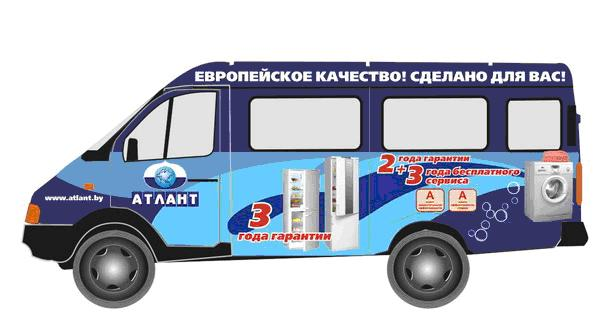 ЕВРОПЕЙСКОЕ КАЧЕСТВО! СДЕЛАНО ДЛЯ ВАС!
www.atlant.by
АТЛАНТ
3
года гарантии
2 года гарантии
+3 года бесплатного
сервиса
А
А